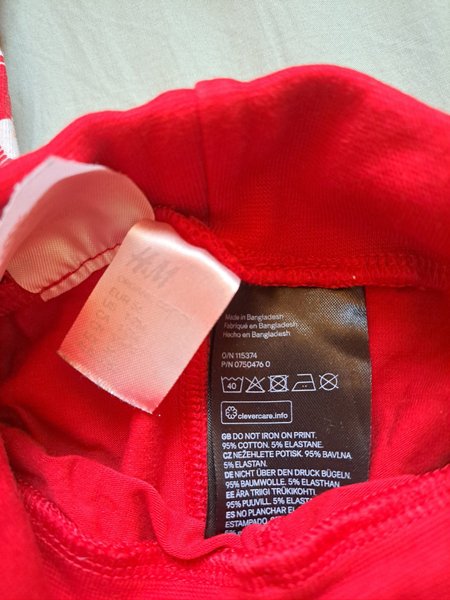 H&M
EUR
Made in Bangladesh
Fabriqué en Bangladesh
Hecho en Bangladesh
O/N 115374
P/N 0750476 0
40
clevercare.info
GB DO NOT IRON ON PRINT.
95% COTTON. 5% ELASTANE.
CZ NEŽEHLETE POTISK. 95% BAVLNA.
5% ELASTAN.
DE NICHT ÜBER DEN DRUCK BÜGELN.
95% BAUMWOLLE. 5% ELASTHAN
EE ÄRA TRIIGI TRÜKIKOHTI
95% PUUVILL. 5% ELASTA
ES NO PLANCHAR EL
ESTAMPADO.